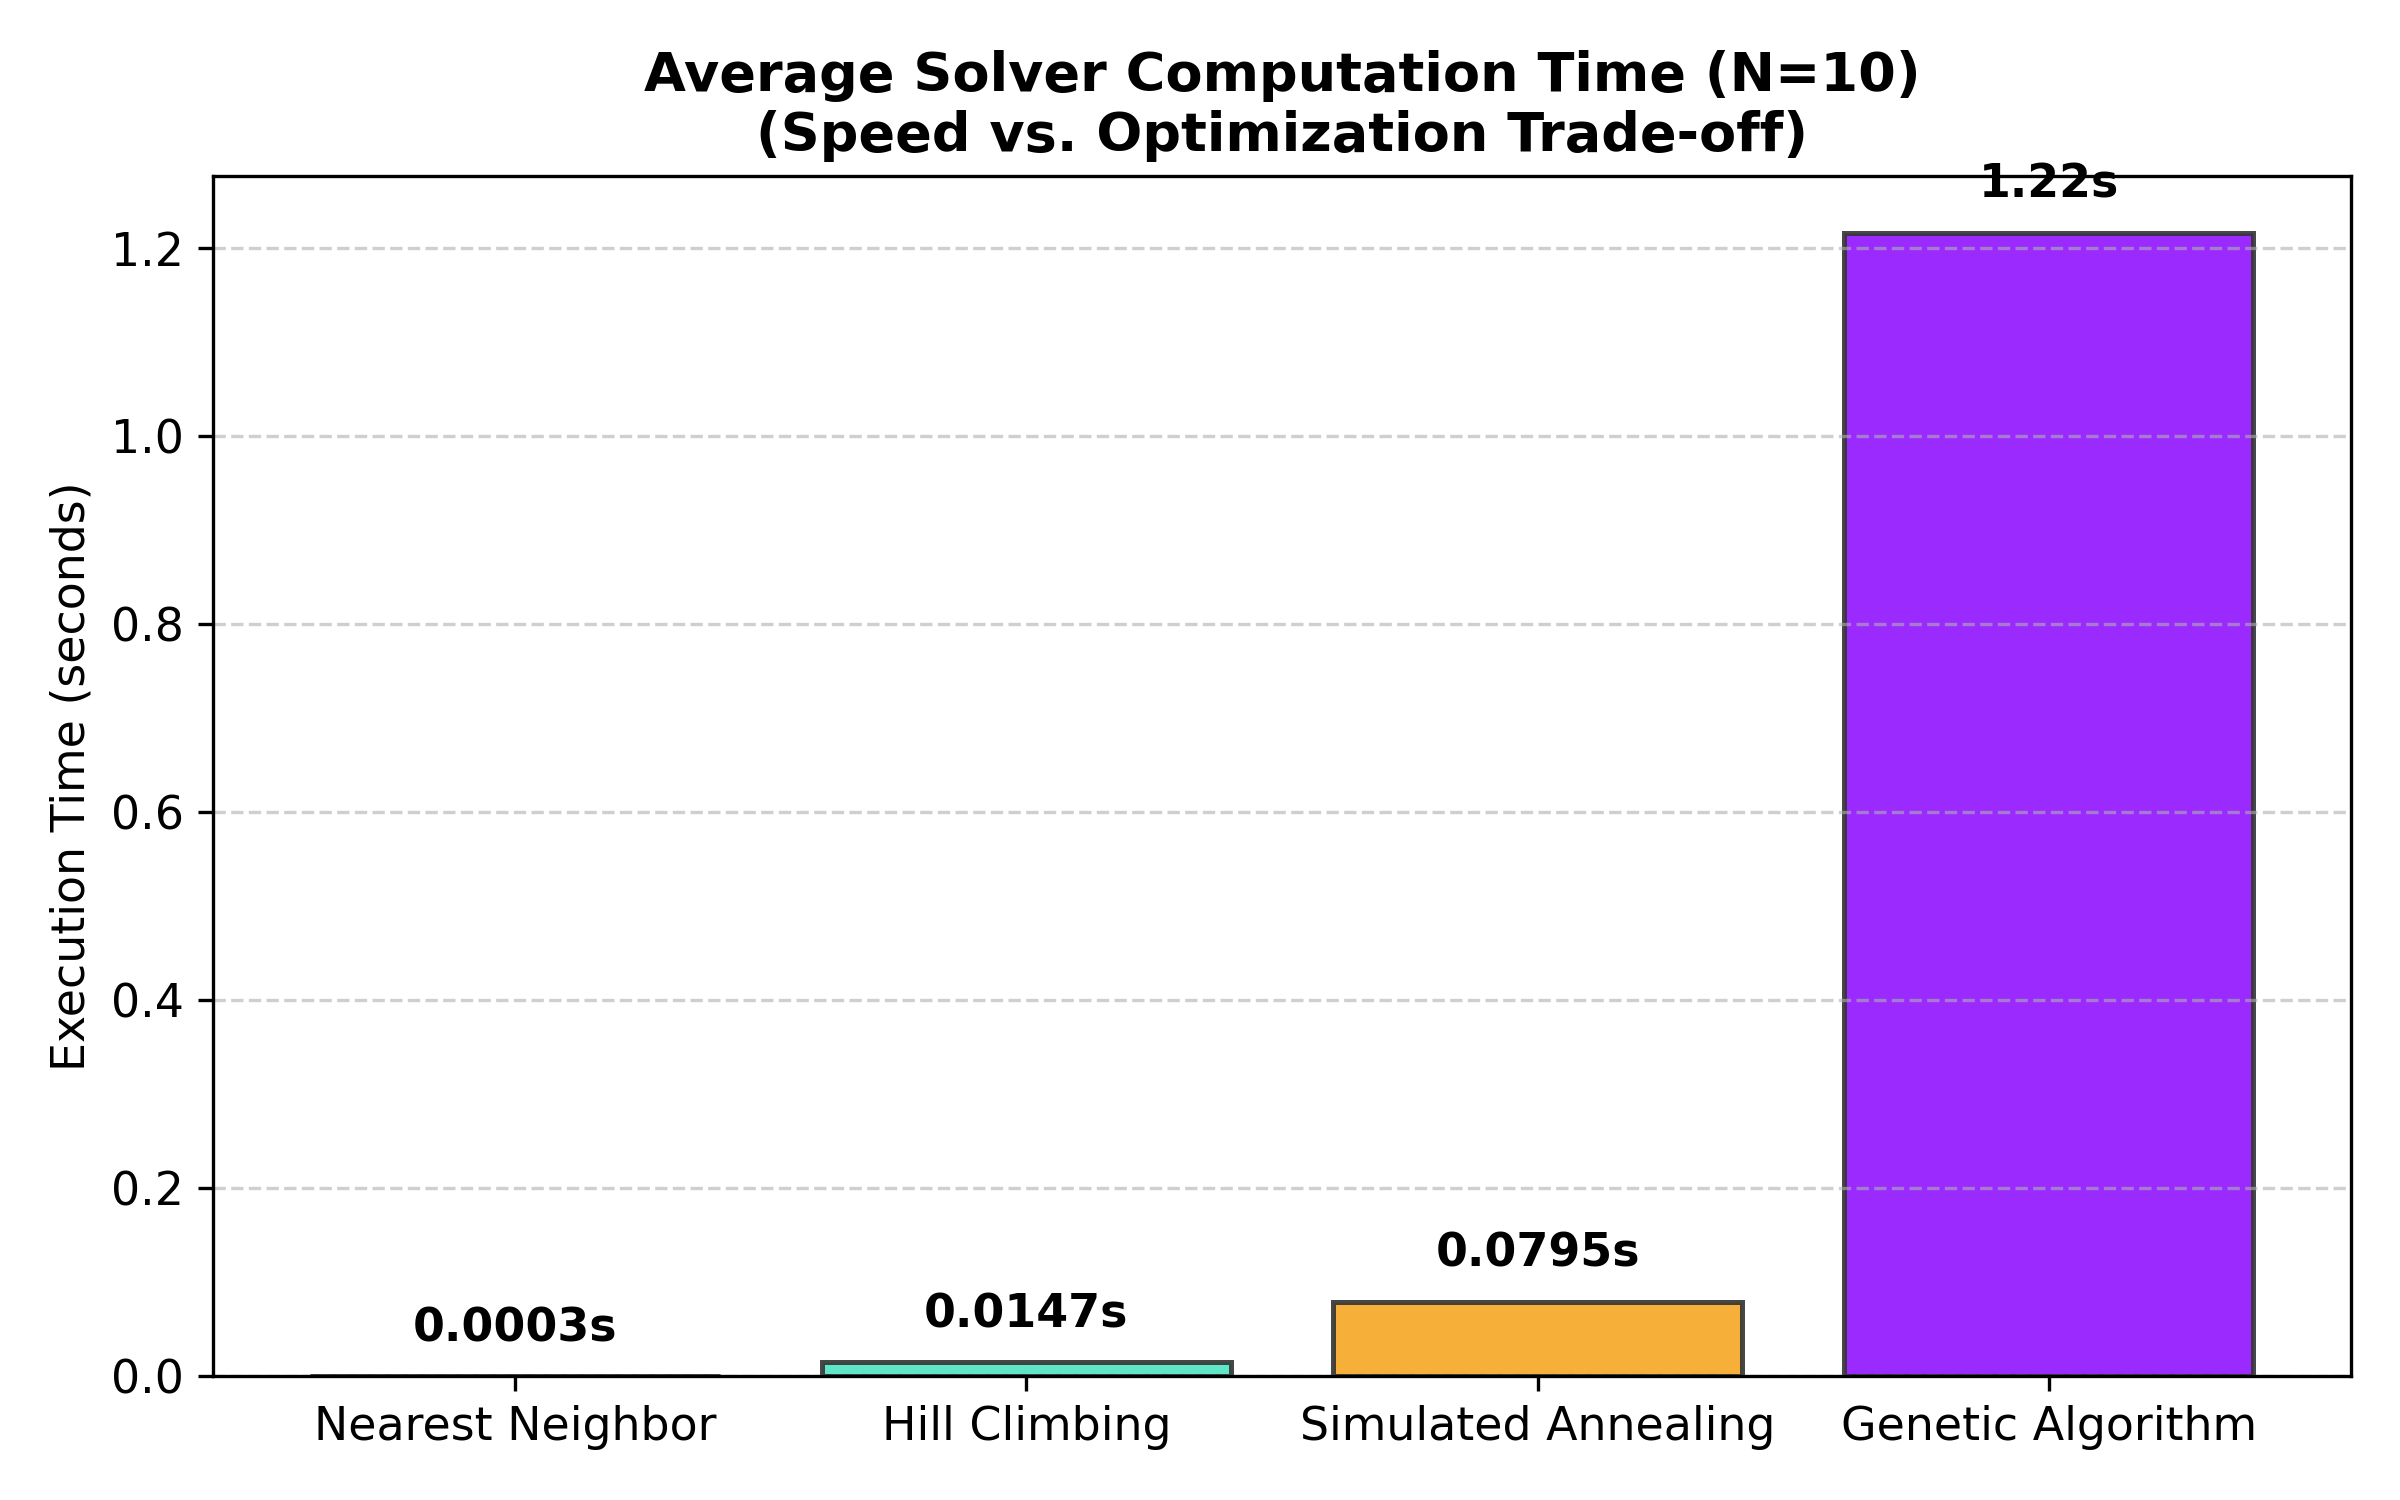 Average Solver Computation Time (N=10)
(Speed vs. Optimization Trade-off)
1.22s
1.2
1.0
0.8
0.6
0.4
0.2
0.0
Execution Time (seconds)
0.0795s
0.0147s
0.0003s
Nearest Neighbor
Hill Climbing
Simulated Annealing
Genetic Algorithm